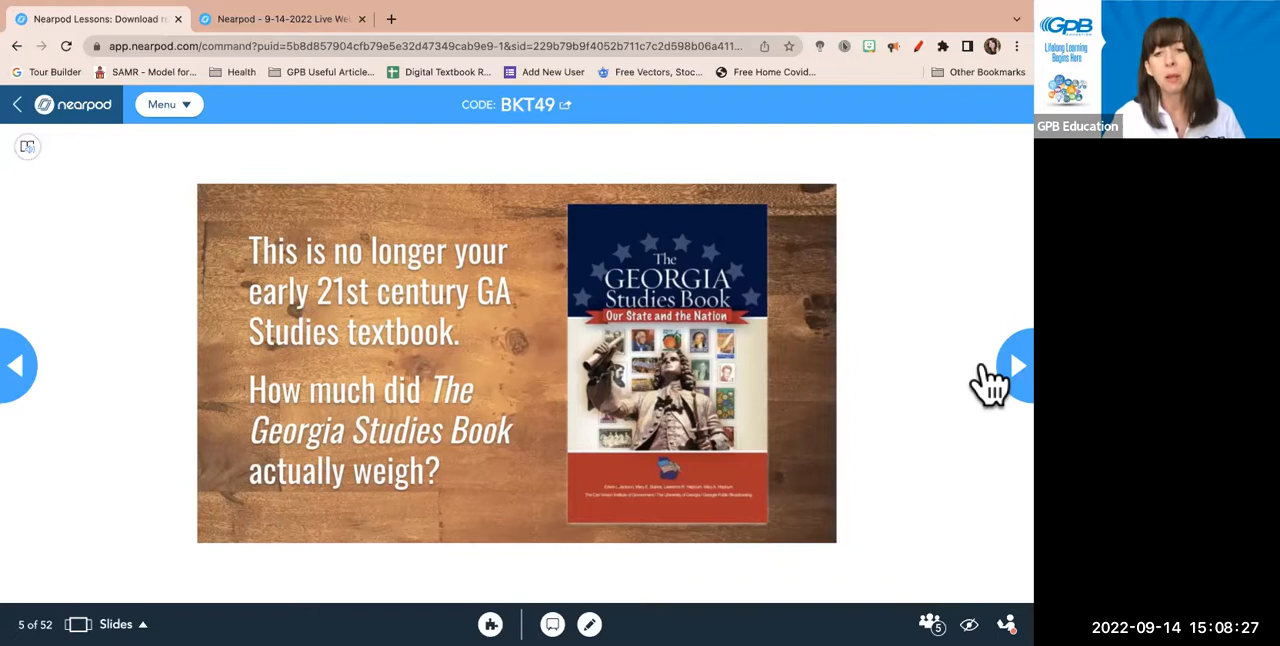 Nearpod Lessons: Download re
Nearpod - 9-14-2022 Live We
app.nearpod.com/command?puid=5b8d857904cfb79e5e32d47349cab9e9-1&sid=229b79b9f4052b711c7c2d598b06a411...
Tour Builder
SAMR - Model for...
Health
GPB Useful Article...
Digital Textbook R...
Add New User
Free Vectors, Stoc...
Free Home Covid...
Other Bookmarks
nearpod
Menu
CODE: BKT49
GPB
EDUCATION
Lifelong Learning
Begins Here
GPB Education
This is no longer your
early 21st century GA
Studies textbook.
How much did The
Georgia Studies Book
actually weigh?
The
GEORGIA
Studies Book
Our State and the Nation
5 of 52
Slides
5
2022-09-14 15:08:27